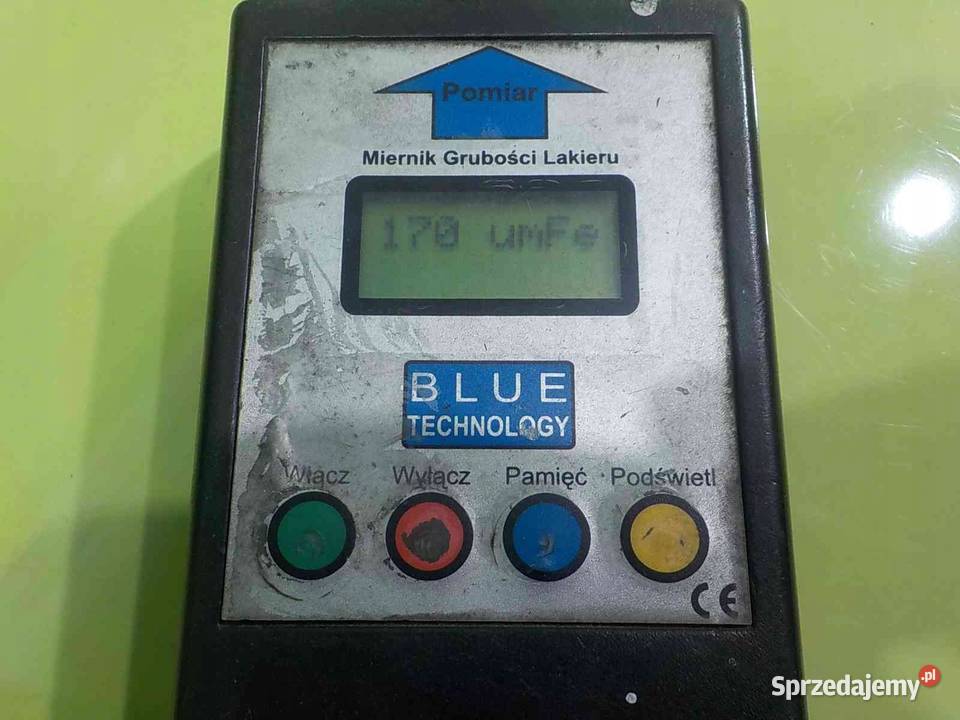 Pomiar
Miernik Grubości Lakieru
170 umFe
BLUE
TECHNOLOGY
Włącz Wyłącz Pamięć Podświetl
CE
Sprzedajemy.pl